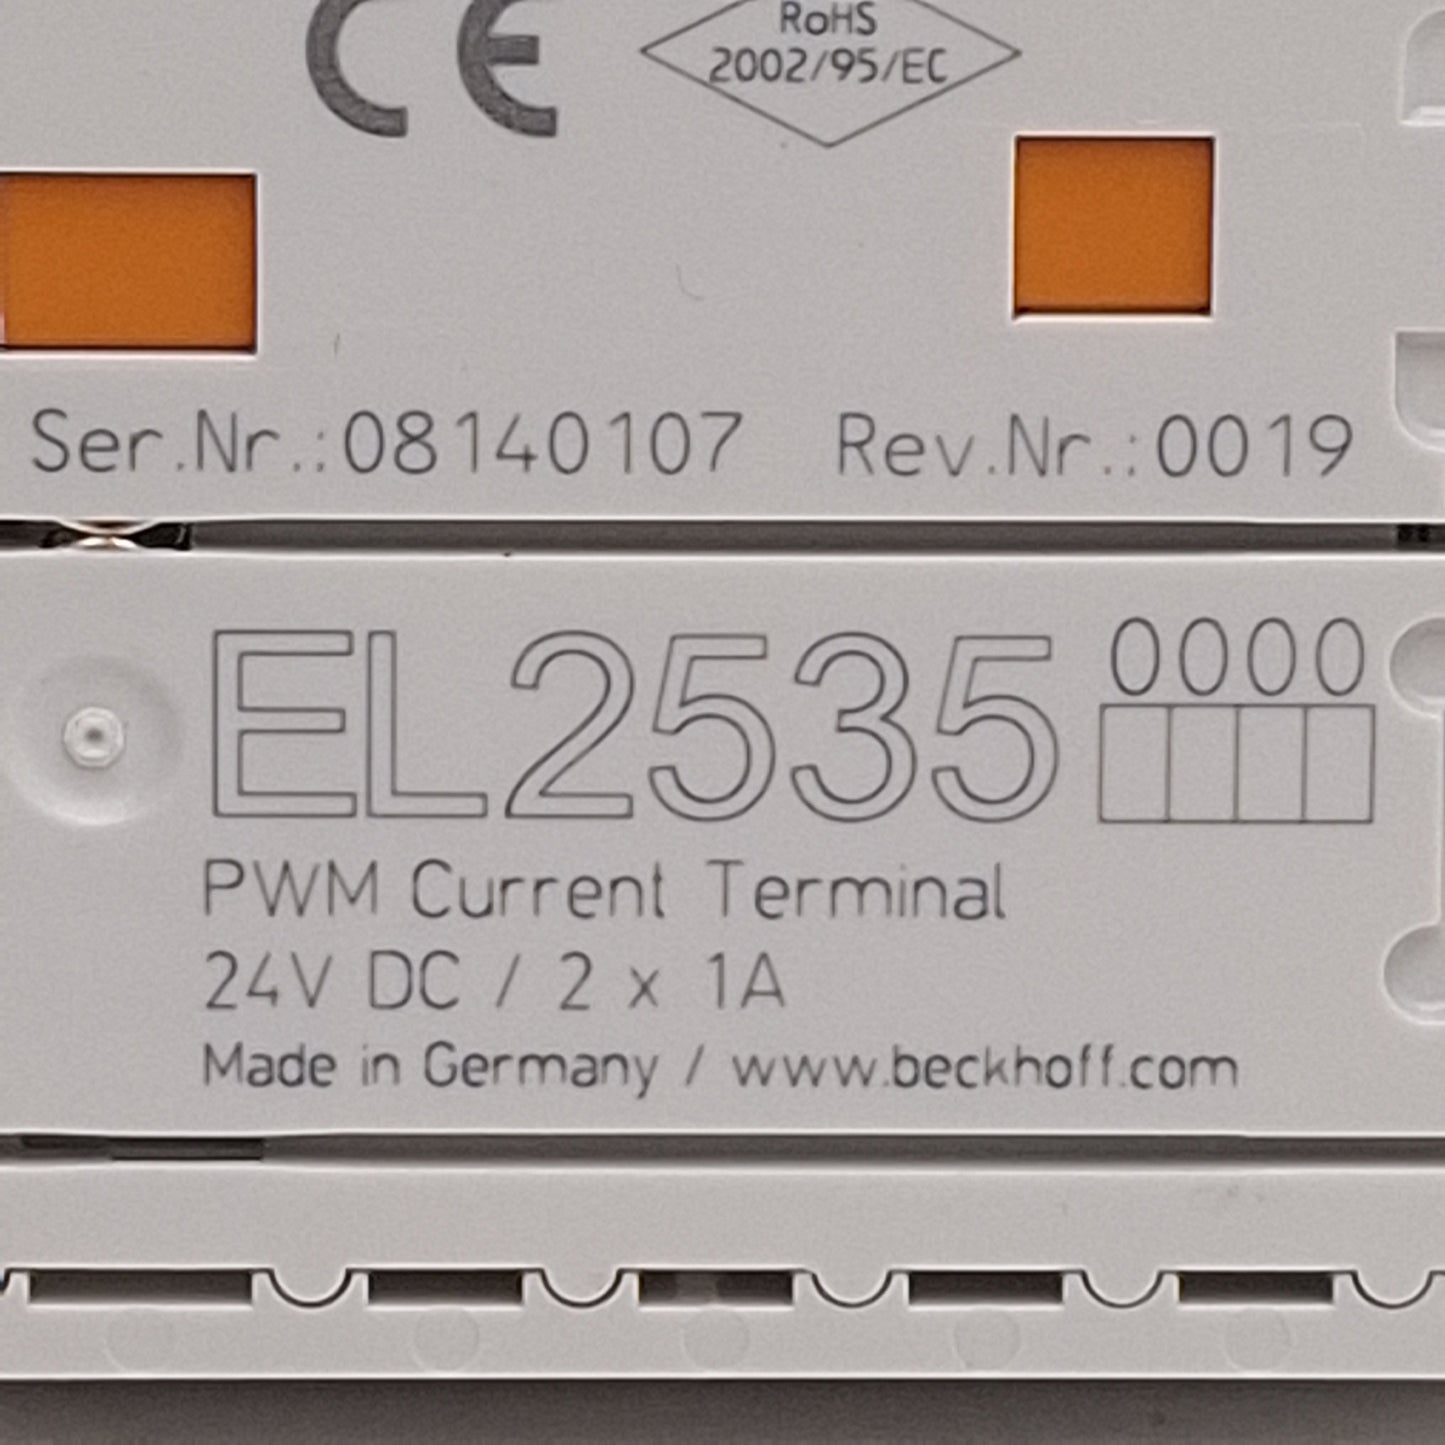 CE
RoHS
2002/95/EC
Ser.Nr.:08140107 Rev.Nr.:0019
EL2535 0000
PWM Current Terminal
24V DC / 2 x 1A
Made in Germany / www.beckhoff.com